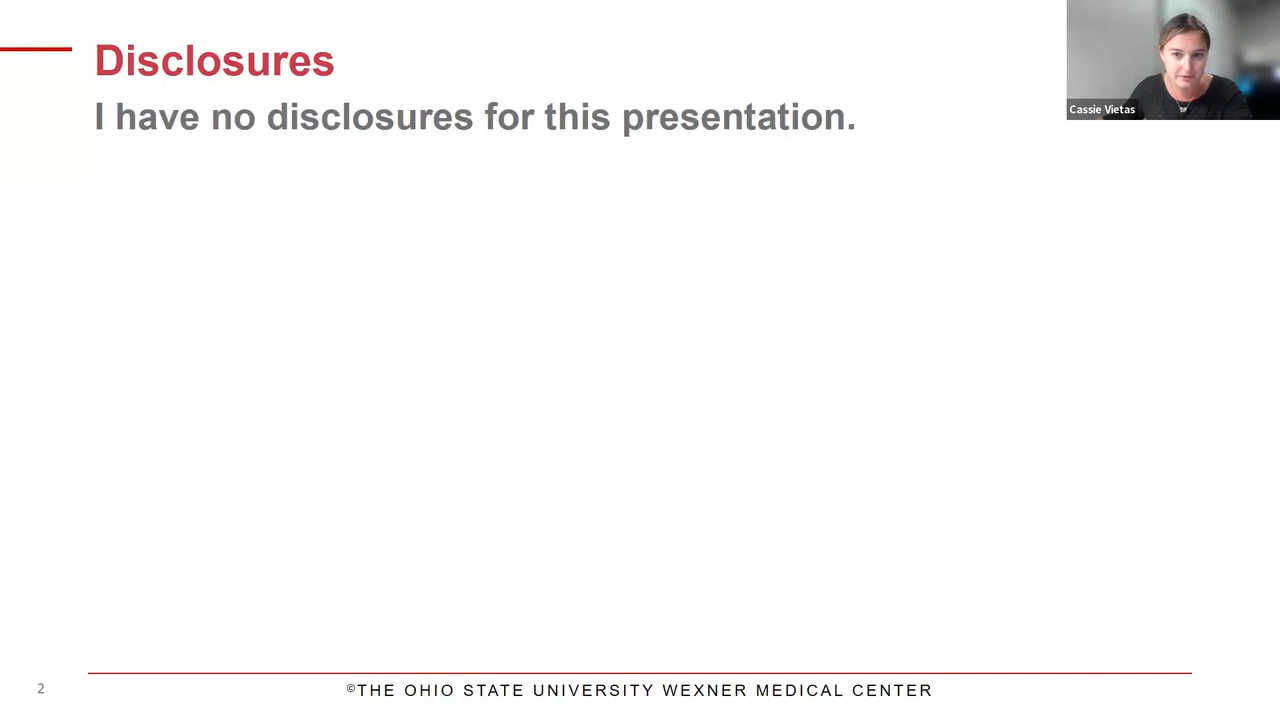 Disclosures
I have no disclosures for this presentation.
Cassie Vietas
2
©THE OHIO STATE UNIVERSITY WEXNER MEDICAL CENTER